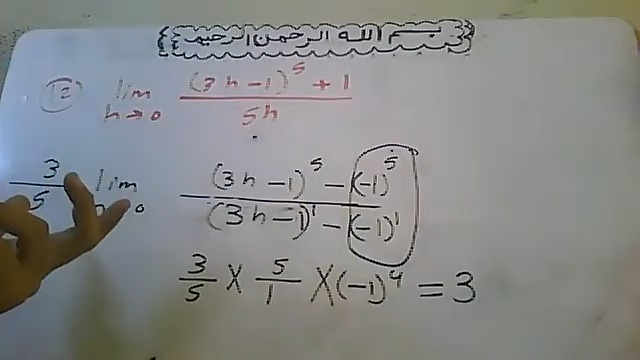 بسم الله الرحمن الرحيم
12 lim h→0 (3h-1)^5 + 1 / 5h
3/5 lim h→0 (3h-1)^5 - (-1)^5 / (3h-1)^1 - (-1)^1
3/5 × 5/1 × (-1)^4 = 3